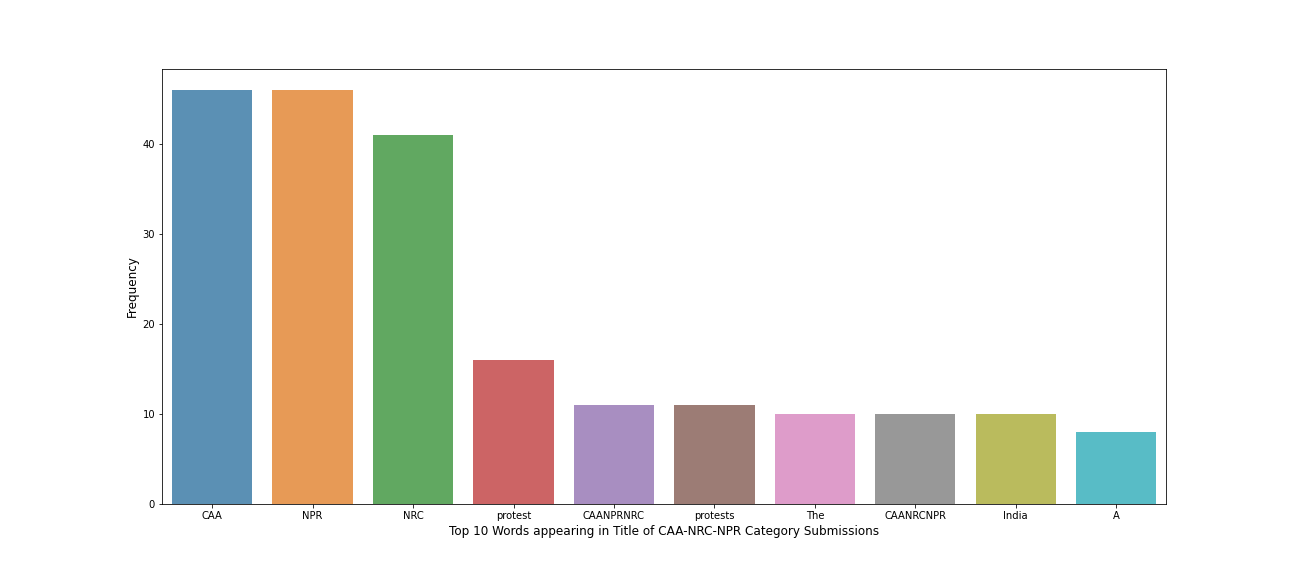 40
30
20
10
0
Frequency
CAA NPR NRC protest CAANPRNRC protests The CAANRCNPR India A
Top 10 Words appearing in Title of CAA-NRC-NPR Category Submissions